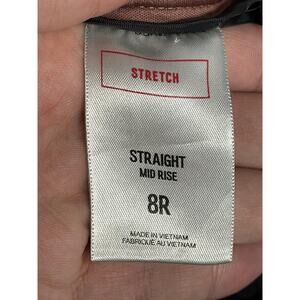 STRETCH
STRAIGHT
MID RISE
8R
MADE IN VIETNAM
FABRIQUÉ AU VIETNAM